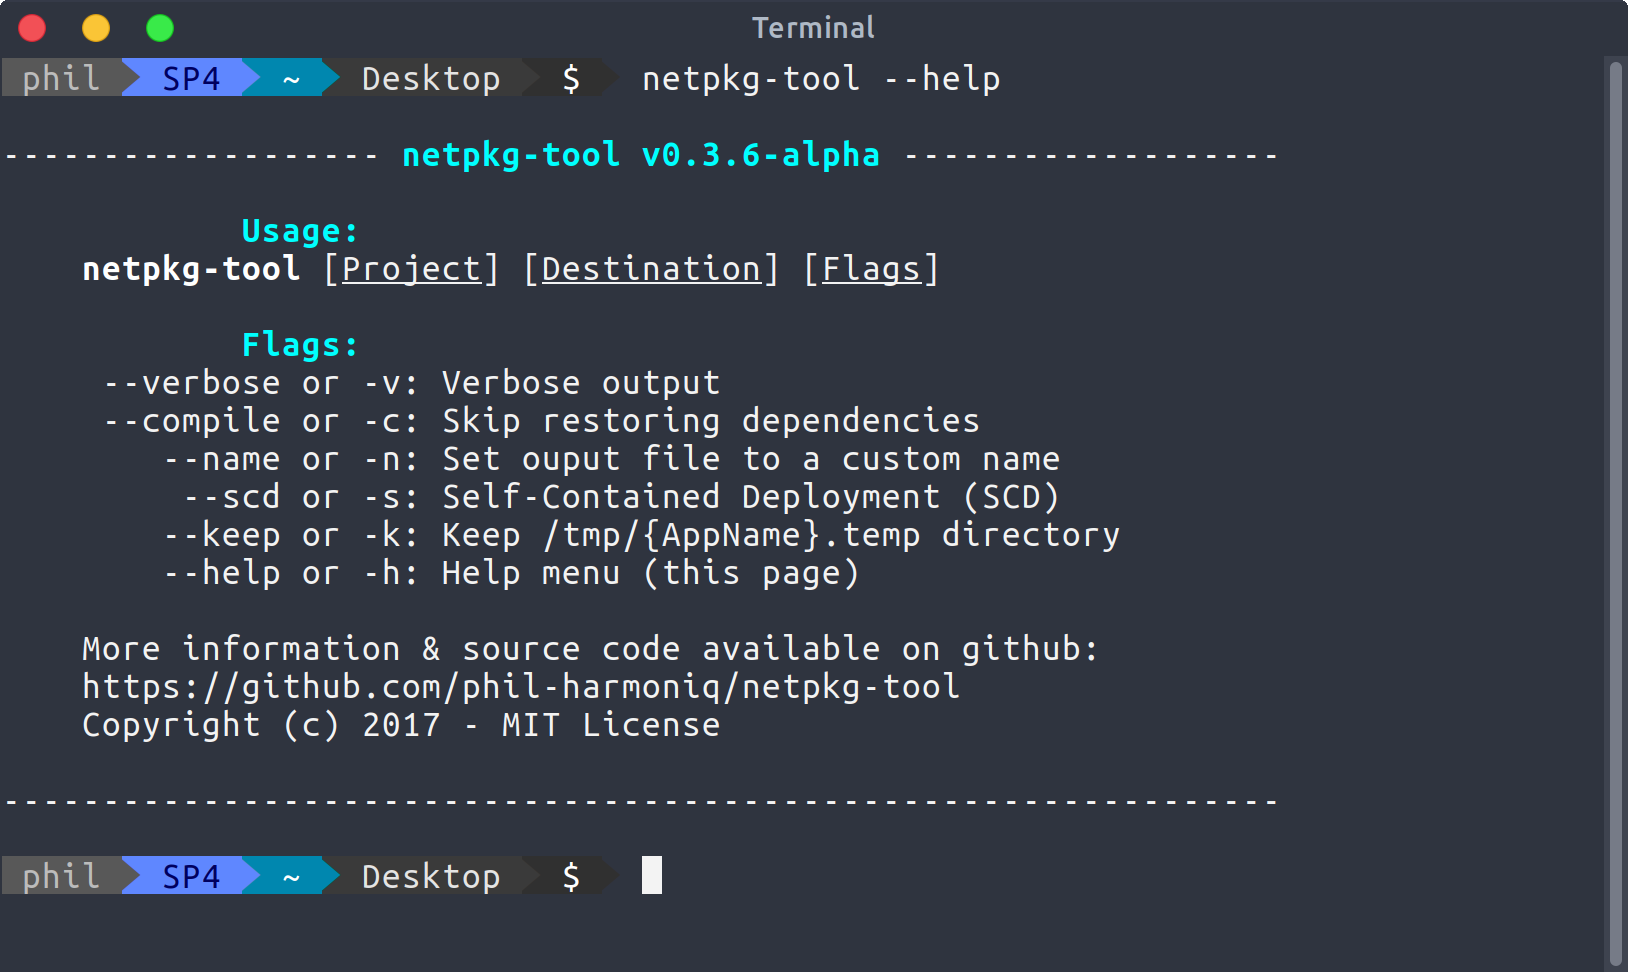 Terminal
phil SP4 ~ Desktop $ netpkg-tool --help
------------------- netpkg-tool v0.3.6-alpha -------------------
Usage:
netpkg-tool [Project] [Destination] [Flags]
Flags:
--verbose or -v: Verbose output
--compile or -c: Skip restoring dependencies
--name or -n: Set ouput file to a custom name
--scd or -s: Self-Contained Deployment (SCD)
--keep or -k: Keep /tmp/{AppName}.temp directory
--help or -h: Help menu (this page)
More information & source code available on github:
https://github.com/phil-harmoniq/netpkg-tool
Copyright (c) 2017 - MIT License
----------------------------------------------------------------
phil SP4 ~ Desktop $